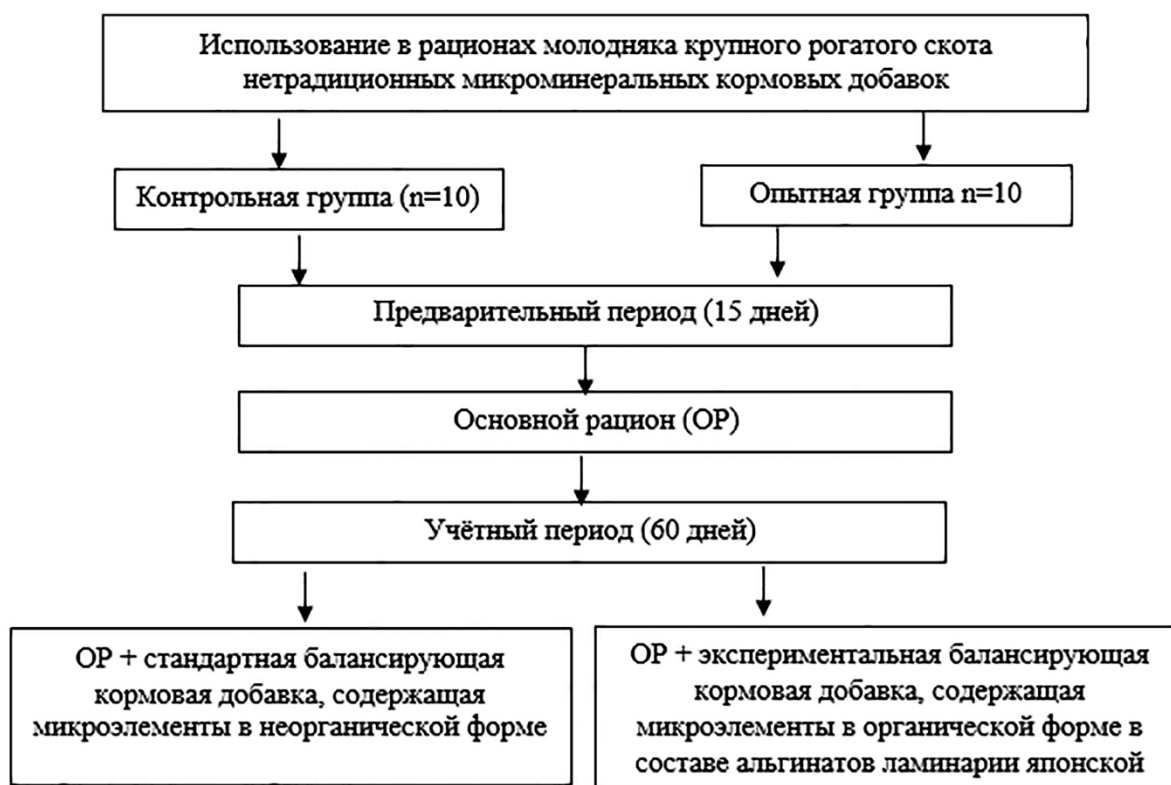 Использование в рационах молодняка крупного рогатого скота
нетрадиционных микроминеральных кормовых добавок
Контрольная группа (n=10)
Опытная группа n=10
Предварительный период (15 дней)
Основной рацион (ОР)
Учётный период (60 дней)
ОР + стандартная балансирующая
кормовая добавка, содержащая
микроэлементы в неорганической форме
ОР + экспериментальная балансирующая
кормовая добавка, содержащая
микроэлементы в органической форме в
составе альгинатов ламинарии японской